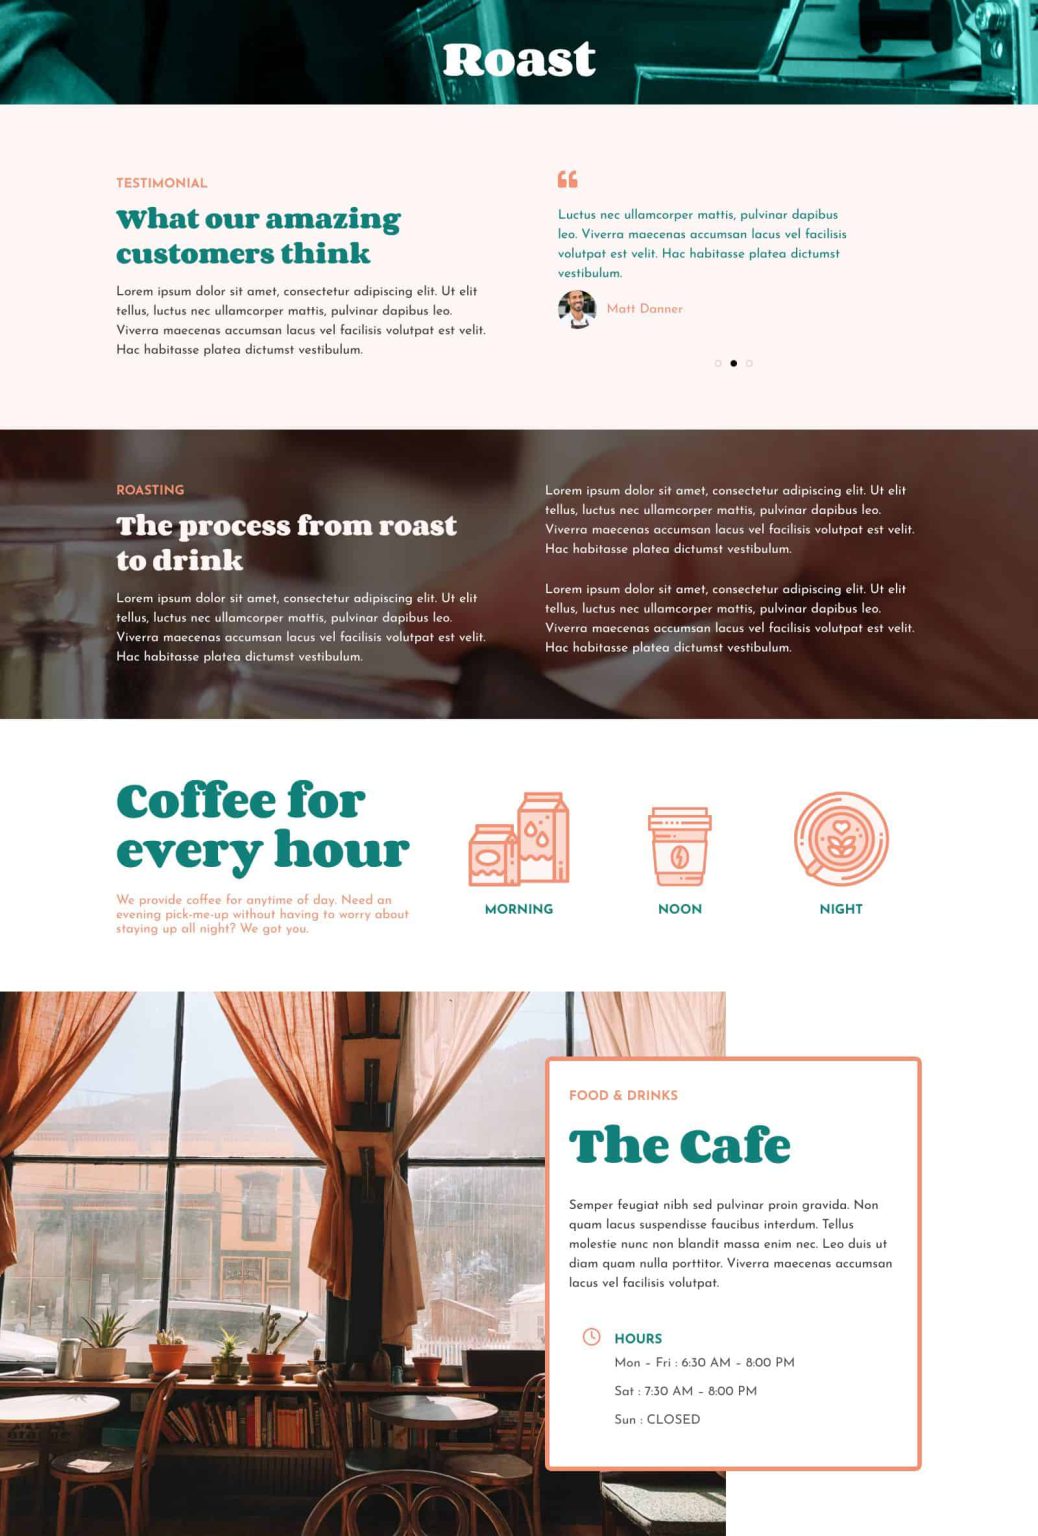 Roast
TESTIMONIAL
What our amazing
customers think
Lorem ipsum dolor sit amet, consectetur adipiscing elit. Ut elit
tellus, luctus nec ullamcorper mattis, pulvinar dapibus leo.
Viverra maecenas accumsan lacus vel facilisis volutpat est velit.
Hac habitasse platea dictumst vestibulum.
Luctus nec ullamcorper mattis, pulvinar dapibus
leo. Viverra maecenas accumsan lacus vel facilisis
volutpat est velit. Hac habitasse platea dictumst
vestibulum.
Matt Danner
ROASTING
The process from roast
to drink
Lorem ipsum dolor sit amet, consectetur adipiscing elit. Ut elit
tellus, luctus nec ullamcorper mattis, pulvinar dapibus leo.
Viverra maecenas accumsan lacus vel facilisis volutpat est velit.
Hac habitasse platea dictumst vestibulum.
Lorem ipsum dolor sit amet, consectetur adipiscing elit. Ut elit
tellus, luctus nec ullamcorper mattis, pulvinar dapibus leo.
Viverra maecenas accumsan lacus vel facilisis volutpat est velit.
Hac habitasse platea dictumst vestibulum.
Lorem ipsum dolor sit amet, consectetur adipiscing elit. Ut elit
tellus, luctus nec ullamcorper mattis, pulvinar dapibus leo.
Viverra maecenas accumsan lacus vel facilisis volutpat est velit.
Hac habitasse platea dictumst vestibulum.
Coffee for
every hour
We provide coffee for anytime of day. Need an
evening pick-me-up without having to worry about
staying up all night? We got you.
MORNING
NOON
NIGHT
FOOD & DRINKS
The Cafe
Semper feugiat nibh sed pulvinar proin gravida. Non
quam lacus suspendisse faucibus interdum. Tellus
molestie nunc non blandit massa enim nec. Leo duis ut
diam quam nulla porttitor. Viverra maecenas accumsan
lacus vel facilisis volutpat.
HOURS
Mon – Fri : 6:30 AM – 8:00 PM
Sat : 7:30 AM – 8:00 PM
Sun : CLOSED